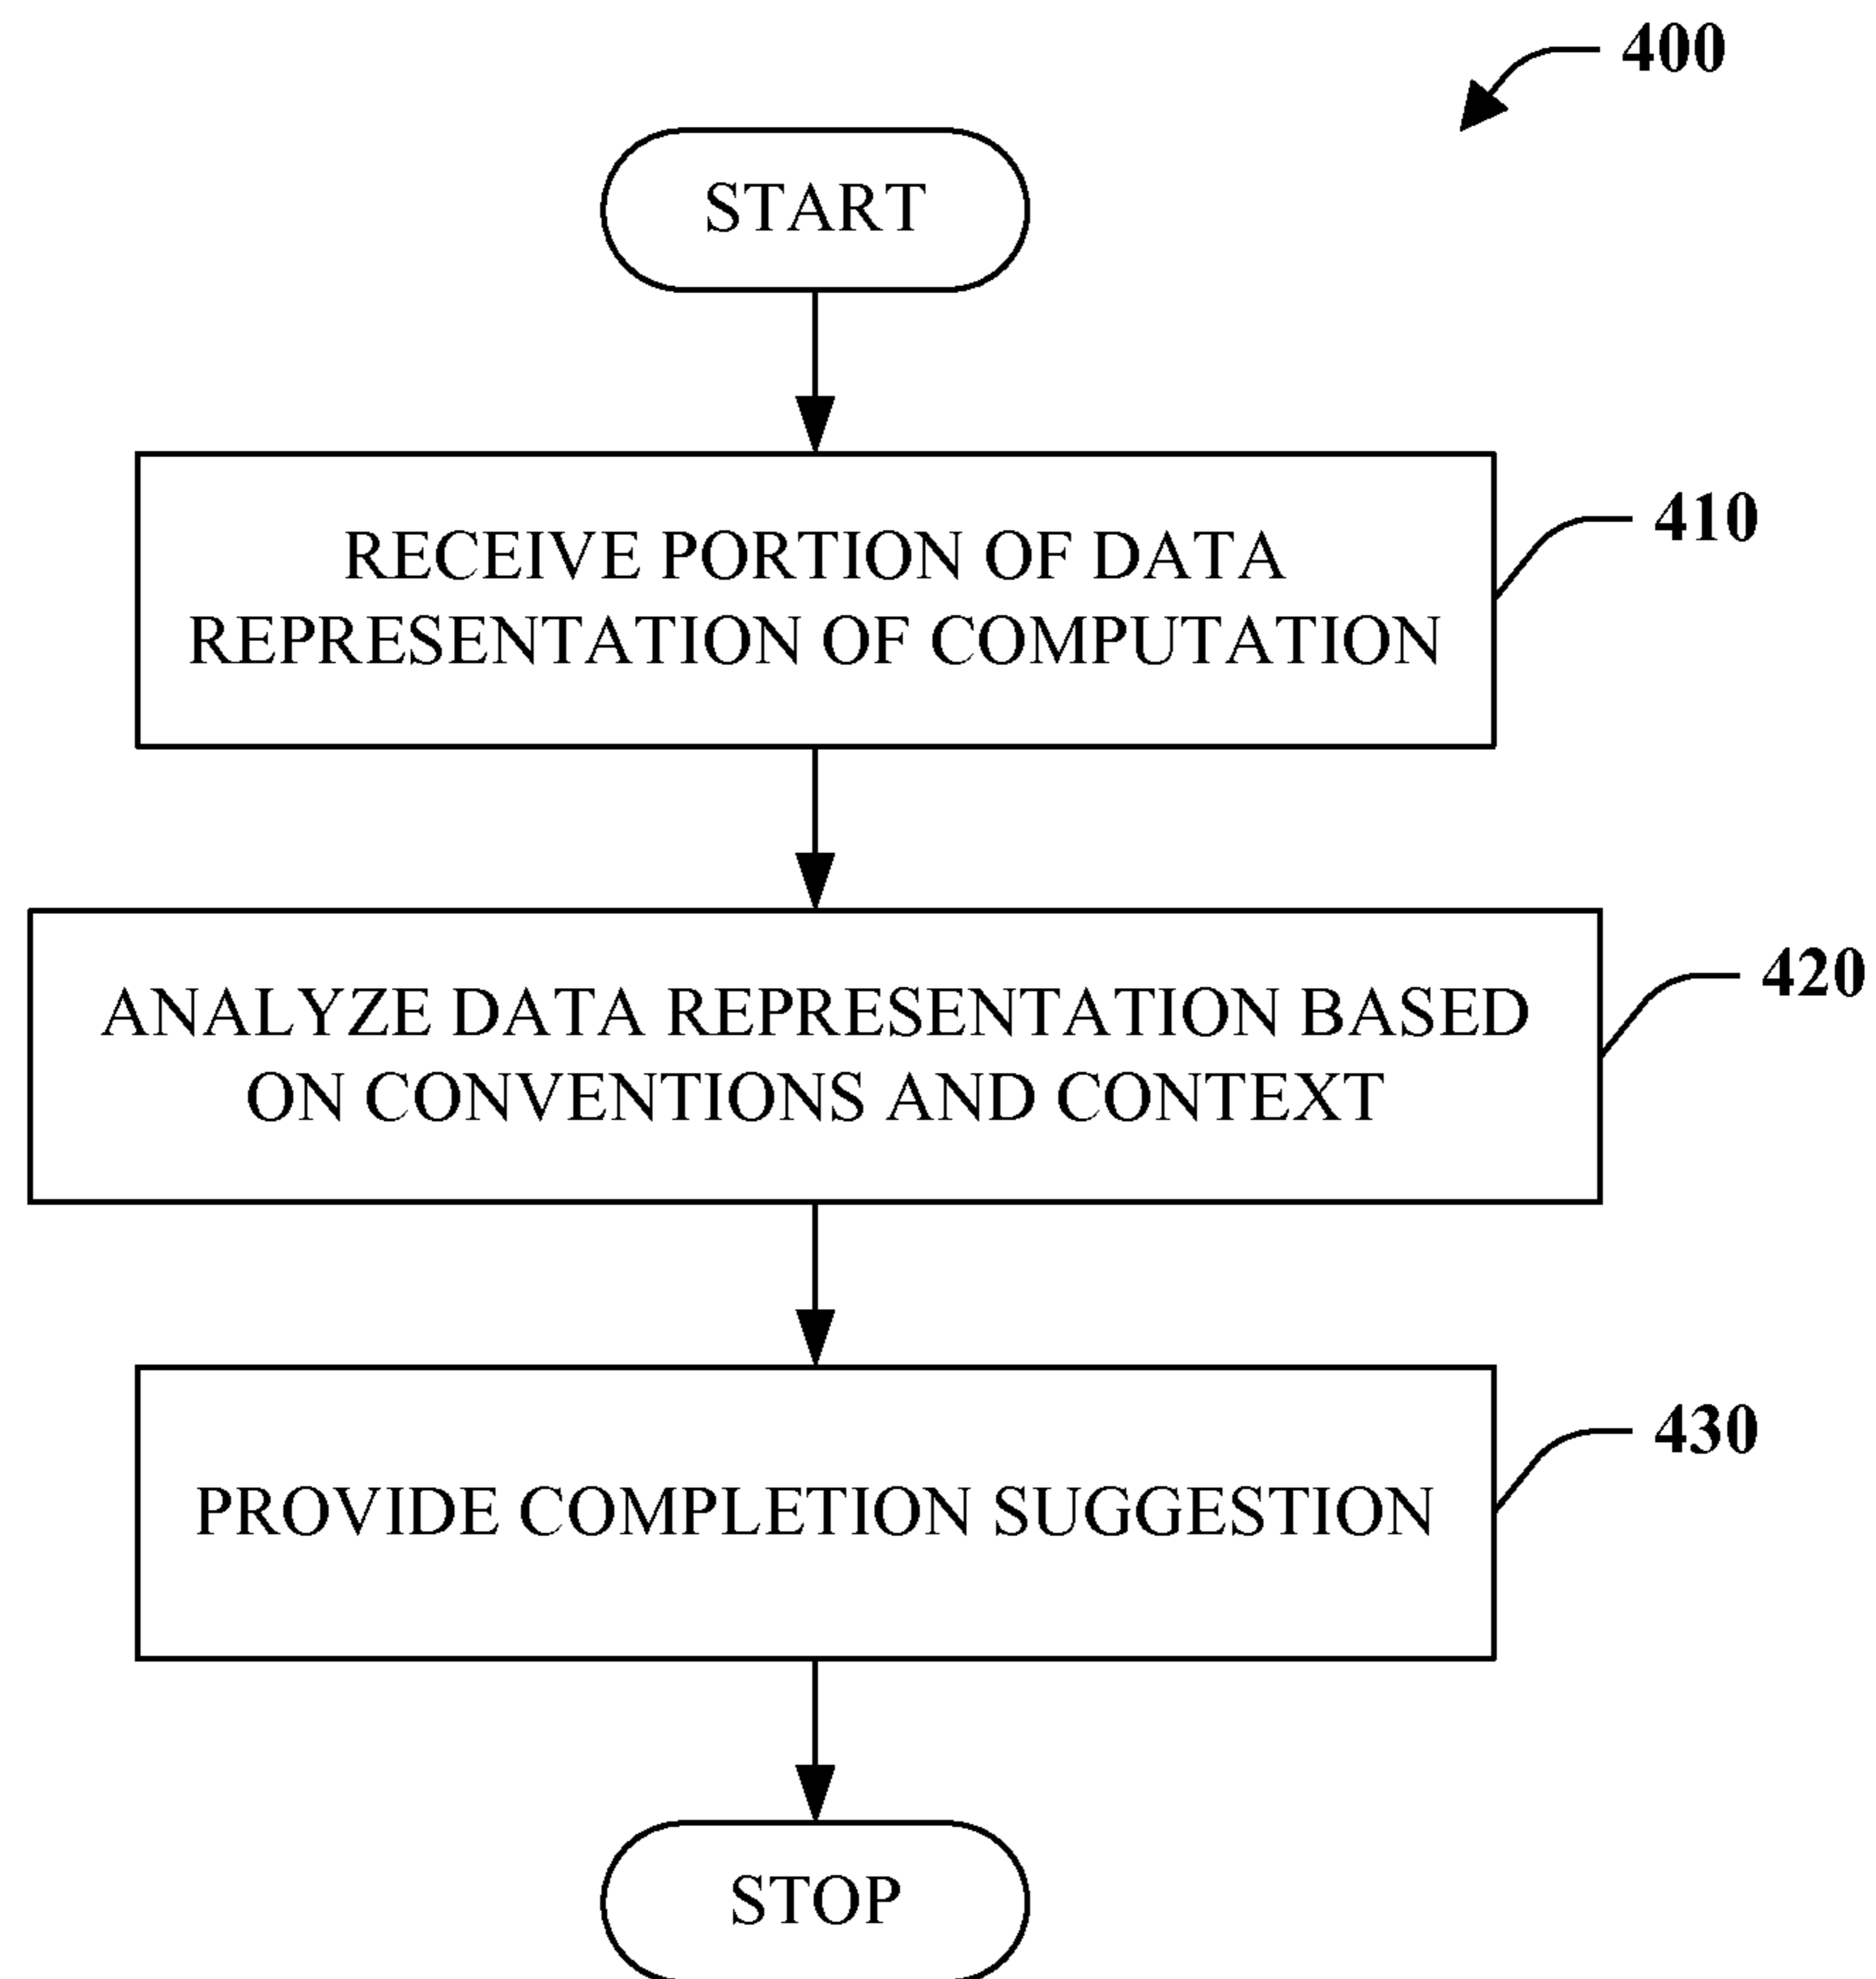 400
START
RECEIVE PORTION OF DATA
REPRESENTATION OF COMPUTATION
410
ANALYZE DATA REPRESENTATION BASED
ON CONVENTIONS AND CONTEXT
420
PROVIDE COMPLETION SUGGESTION
430
STOP